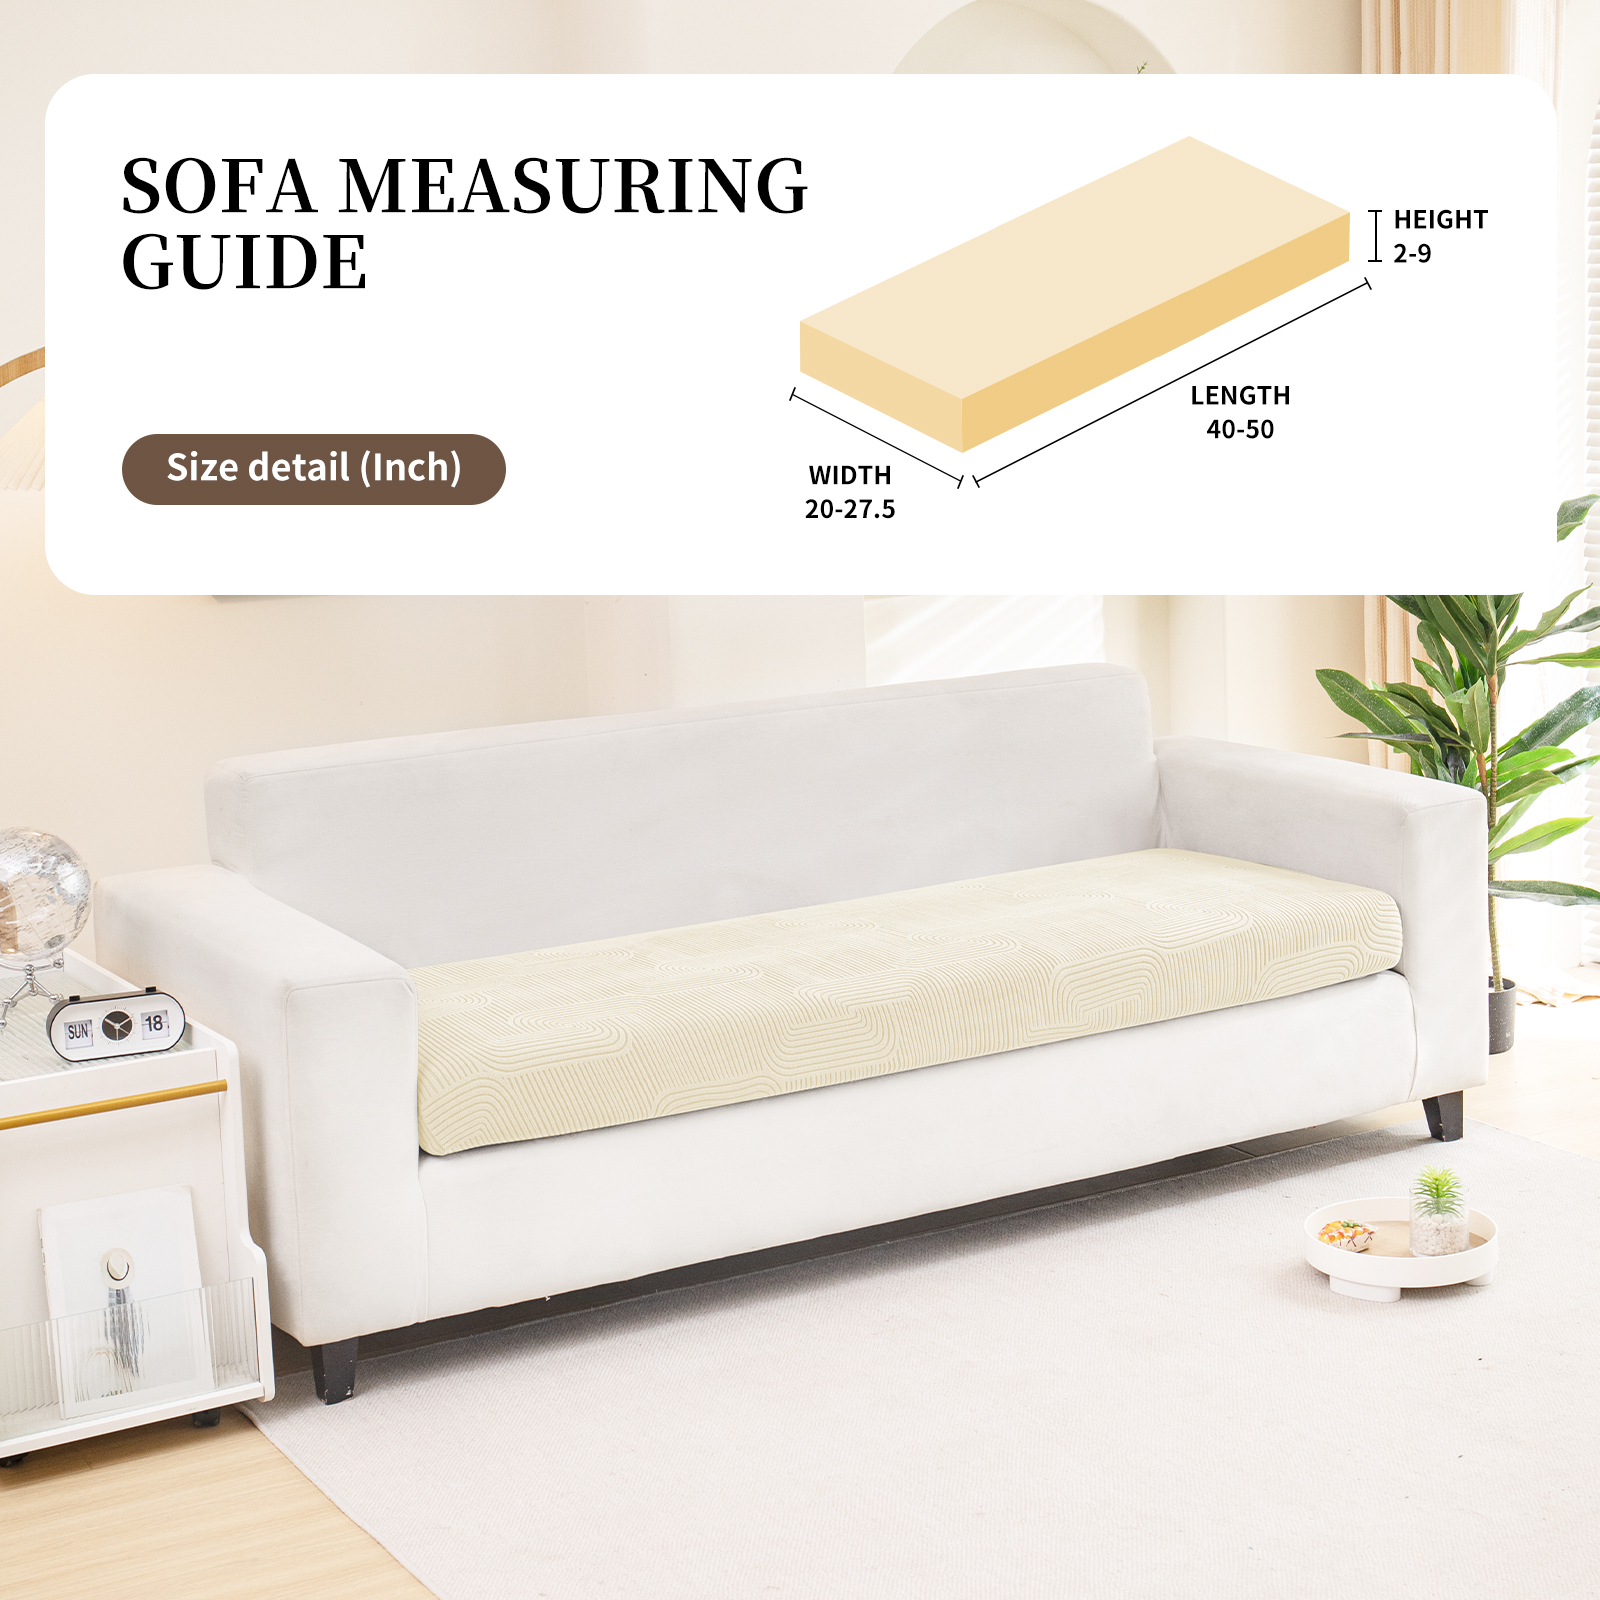 SOFA MEASURING
GUIDE
Size detail (Inch)
HEIGHT
2-9
LENGTH
40-50
WIDTH
20-27.5
SUN
18